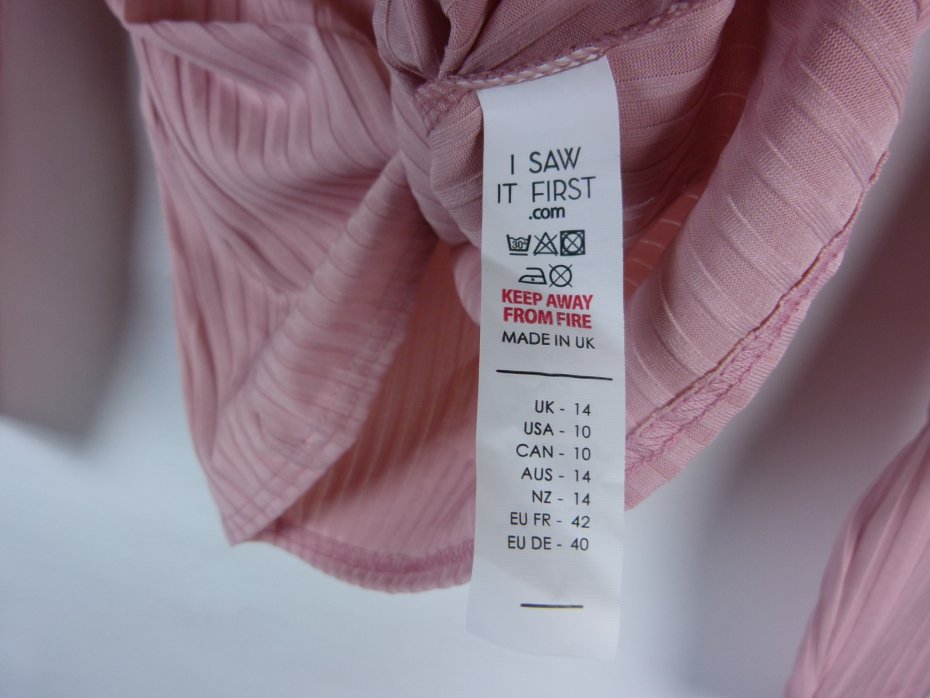 I SAW
IT FIRST
.com
30°
KEEP AWAY
FROM FIRE
MADE IN UK
UK - 14
USA - 10
CAN - 10
AUS - 14
NZ - 14
EU FR - 42
EU DE - 40